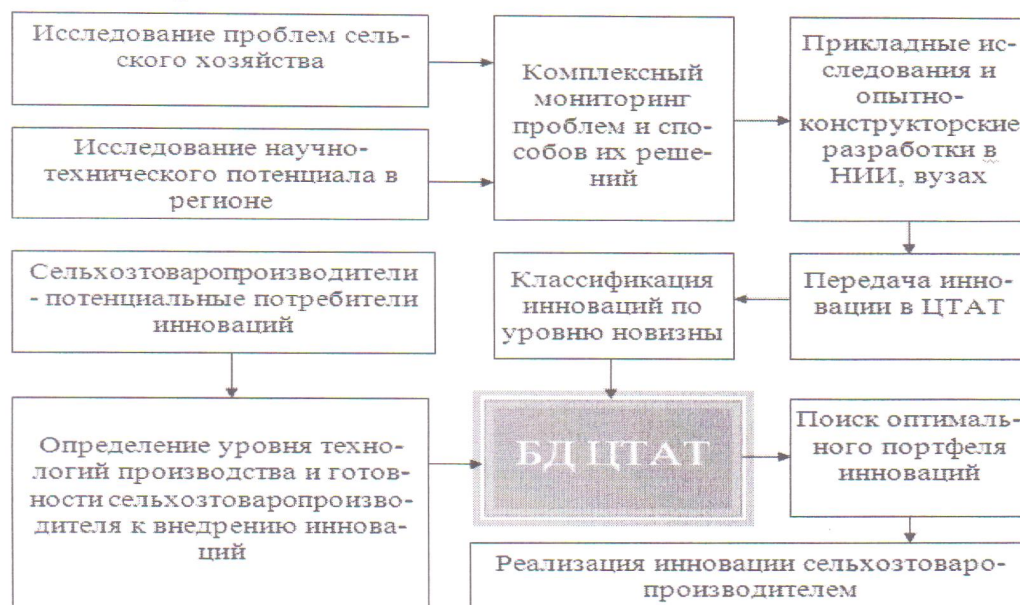 Исследование проблем сель-
ского хозяйства
Исследование научно-
технического потенциала в
регионе
Комплексный
мониторинг
проблем и спо-
собов их реше-
ний
Прикладные ис-
следования и
опытно-
конструкторские
разработки в
НИИ, вузах
Сельхозтоваропроизводители
- потенциальные потребители
инноваций
Классификация
инноваций по
уровню новизны
Передача инно-
вации в ЦТАТ
Определение уровня техно-
логий производства и готов-
ности сельхозтоваропроизво-
дителя к внедрению иннова-
ций
БД ЦТАТ
Поиск оптималь-
ного портфеля
инноваций
Реализация инновации сельхозтоваро-
производителем